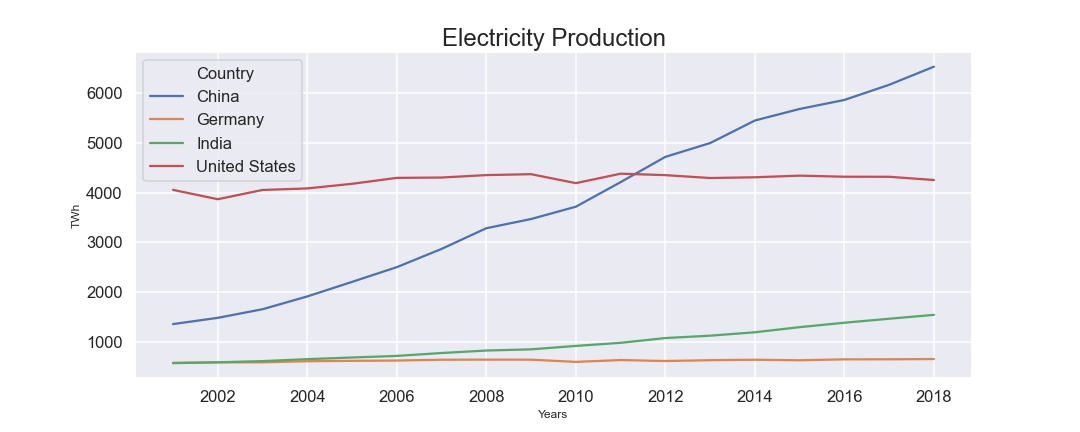 Electricity Production
Country
China
Germany
India
United States
6000
5000
4000
3000
2000
1000
TWh
2002 2004 2006 2008 2010 2012 2014 2016 2018
Years